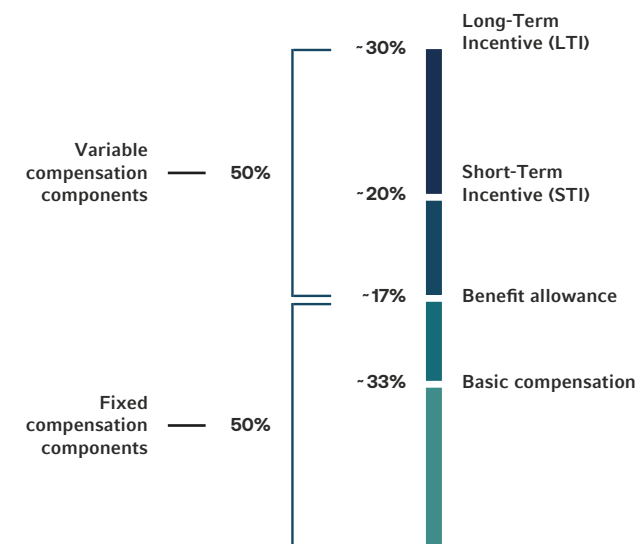 Long-Term
Incentive (LTI)
~30%
Variable
compensation
components
50%
Short-Term
Incentive (STI)
~20%
~17%
Benefit allowance
~33%
Basic compensation
Fixed
compensation
components
50%